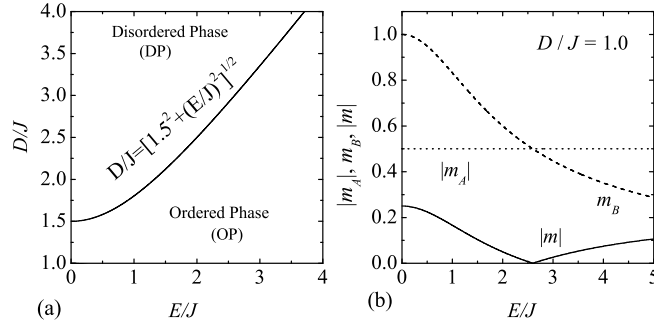 4.0
3.5
3.0
2.5
2.0
1.5
1.0
D/J
0
1
2
3
4
E/J
Disordered Phase
(DP)
D/J=[1.5²+(E/J)²]^1/2
Ordered Phase
(OP)
(a)
1.0
0.8
0.6
0.4
0.2
0.0
|m_A|, m_B, |m|
0
1
2
3
4
5
E/J
D / J = 1.0
|m_A|
m_B
|m|
(b)